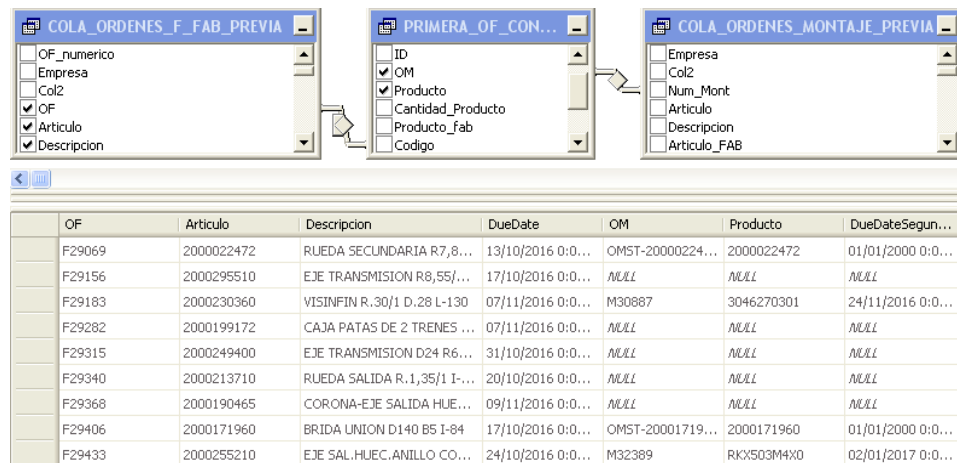 COLA_ORDENES_F_FAB_PREVIA
OF_numerico
Empresa
Col2
OF
Articulo
Descripcion
PRIMERA_OF_CON...
ID
OM
Producto
Cantidad_Producto
Producto_fab
Codigo
COLA_ORDENES_MONTAJE_PREVIA
Empresa
Col2
Num_Mont
Articulo
Descripcion
Articulo_FAB
OF Articulo Descripcion DueDate OM Producto DueDateSegun...
F29069 2000022472 RUEDA SECUNDARIA R7,8... 13/10/2016 0:0... OMST-20000224... 2000022472 01/01/2000 0:0...
F29156 2000295510 EJE TRANSMISION R8,55/... 17/10/2016 0:0... NULL NULL NULL
F29183 2000230360 VISINFIN R.30/1 D.28 L-130 07/11/2016 0:0... M30887 3046270301 24/11/2016 0:0...
F29282 2000199172 CAJA PATAS DE 2 TRENES ... 07/11/2016 0:0... NULL NULL NULL
F29315 2000249400 EJE TRANSMISION D24 R6... 31/10/2016 0:0... NULL NULL NULL
F29340 2000213710 RUEDA SALIDA R.1,35/1 I-... 20/10/2016 0:0... NULL NULL NULL
F29368 2000190465 CORONA-EJE SALIDA HUE... 09/11/2016 0:0... NULL NULL NULL
F29406 2000171960 BRIDA UNION D140 B5 I-84 17/10/2016 0:0... OMST-20001719... 2000171960 01/01/2000 0:0...
F29433 2000255210 EJE SAL.HUEC.ANILLO CO... 24/10/2016 0:0... M32389 RKX503M4X0 02/01/2017 0:0...